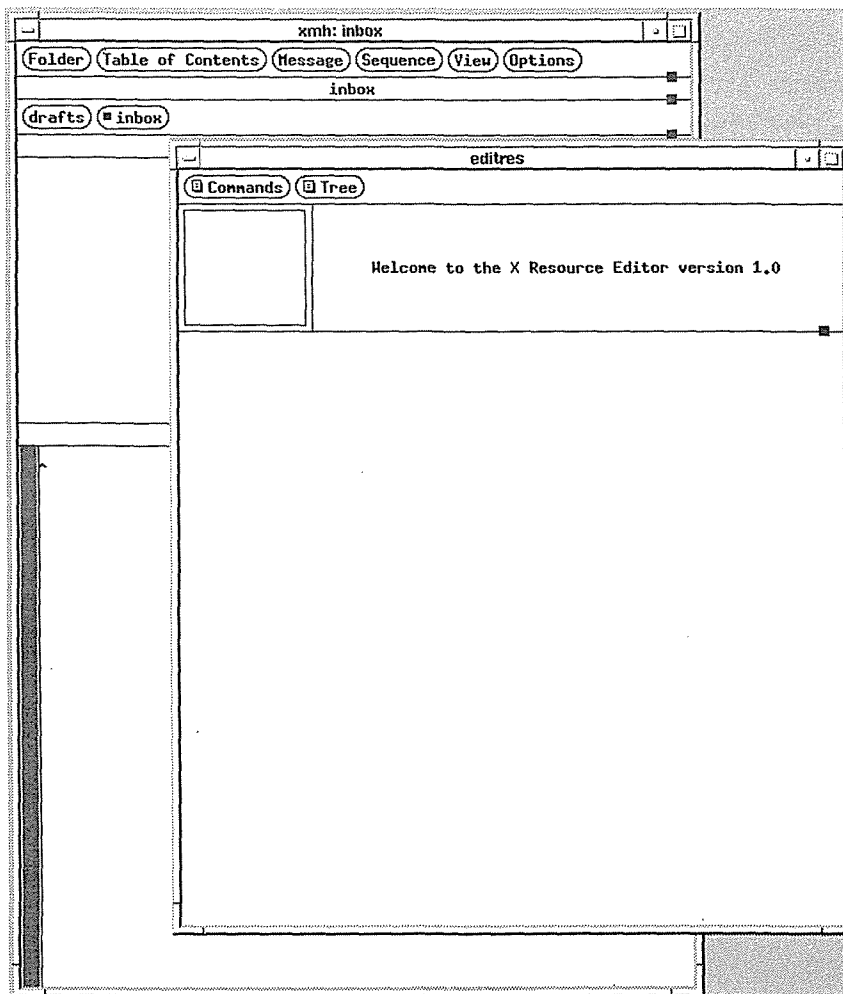 xmh: inbox
Folder Table of Contents Message Sequence View Options
inbox
drafts inbox
editres
Commands Tree
Welcome to the X Resource Editor version 1.0